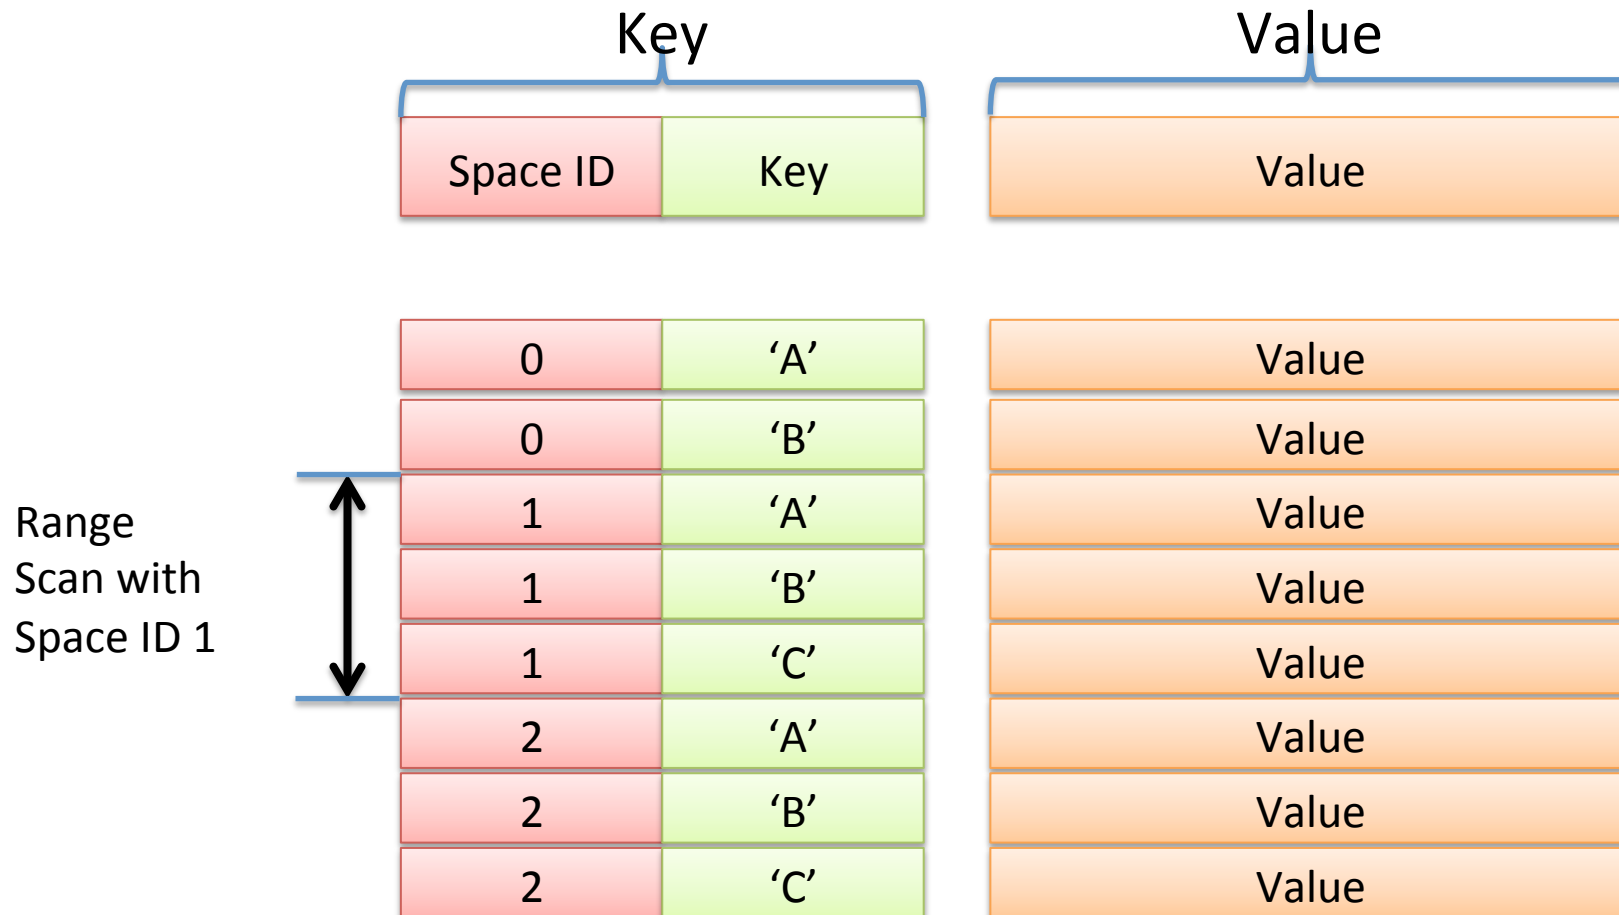 Key Value
Space ID Key Value
0 ‘A’ Value
0 ‘B’ Value
1 ‘A’ Value
1 ‘B’ Value
1 ‘C’ Value
2 ‘A’ Value
2 ‘B’ Value
2 ‘C’ Value
Range
Scan with
Space ID 1